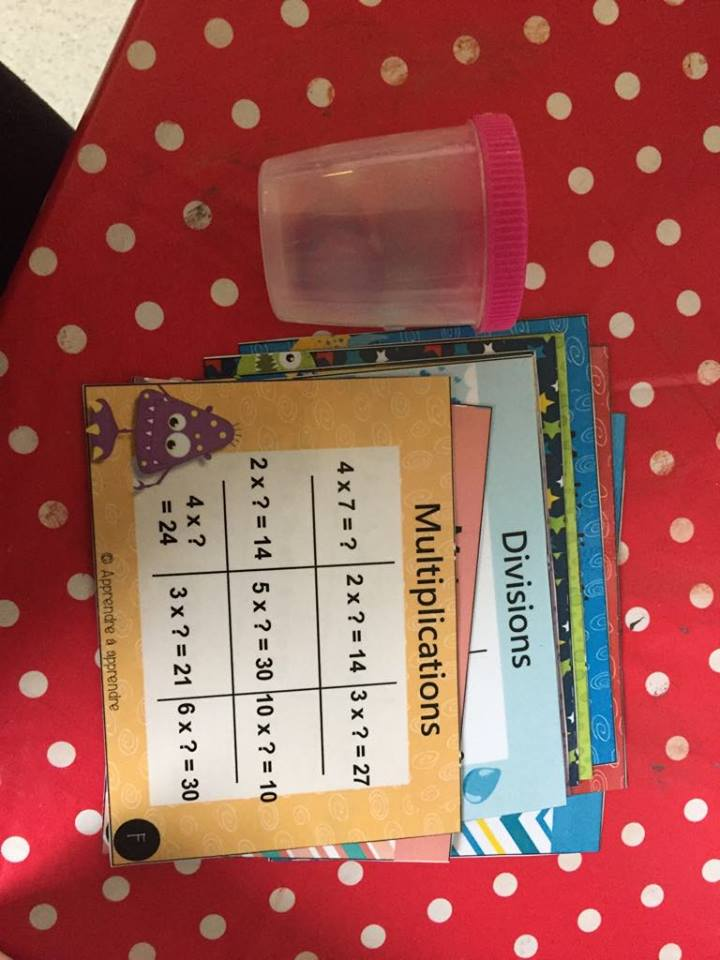 Multiplications
4 x 7 = ? 2 x ? = 14 3 x ? = 27
2 x ? = 14 5 x ? = 30 10 x ? = 10
4 x ? 3 x ? = 21 6 x ? = 30
= 24
© Apprendre à apprendre
F
Divisions